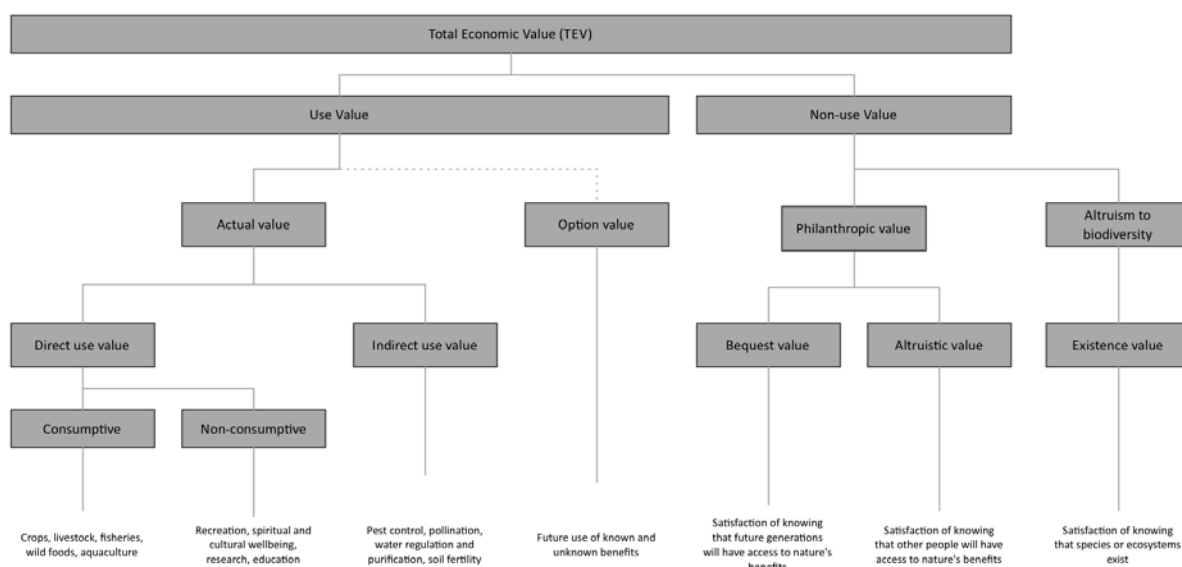 Total Economic Value (TEV)
Use Value
Non-use Value
Actual value
Option value
Philanthropic value
Altruism to
biodiversity
Direct use value
Indirect use value
Bequest value
Altruistic value
Existence value
Consumptive
Non-consumptive
Crops, livestock, fisheries,
wild foods, aquaculture
Recreation, spiritual and
cultural wellbeing,
research, education
Pest control, pollination,
water regulation and
purification, soil fertility
Future use of known and
unknown benefits
Satisfaction of knowing
that future generations
will have access to nature's
benefits
Satisfaction of knowing
that other people will have
access to nature's benefits
Satisfaction of knowing
that species or ecosystems
exist